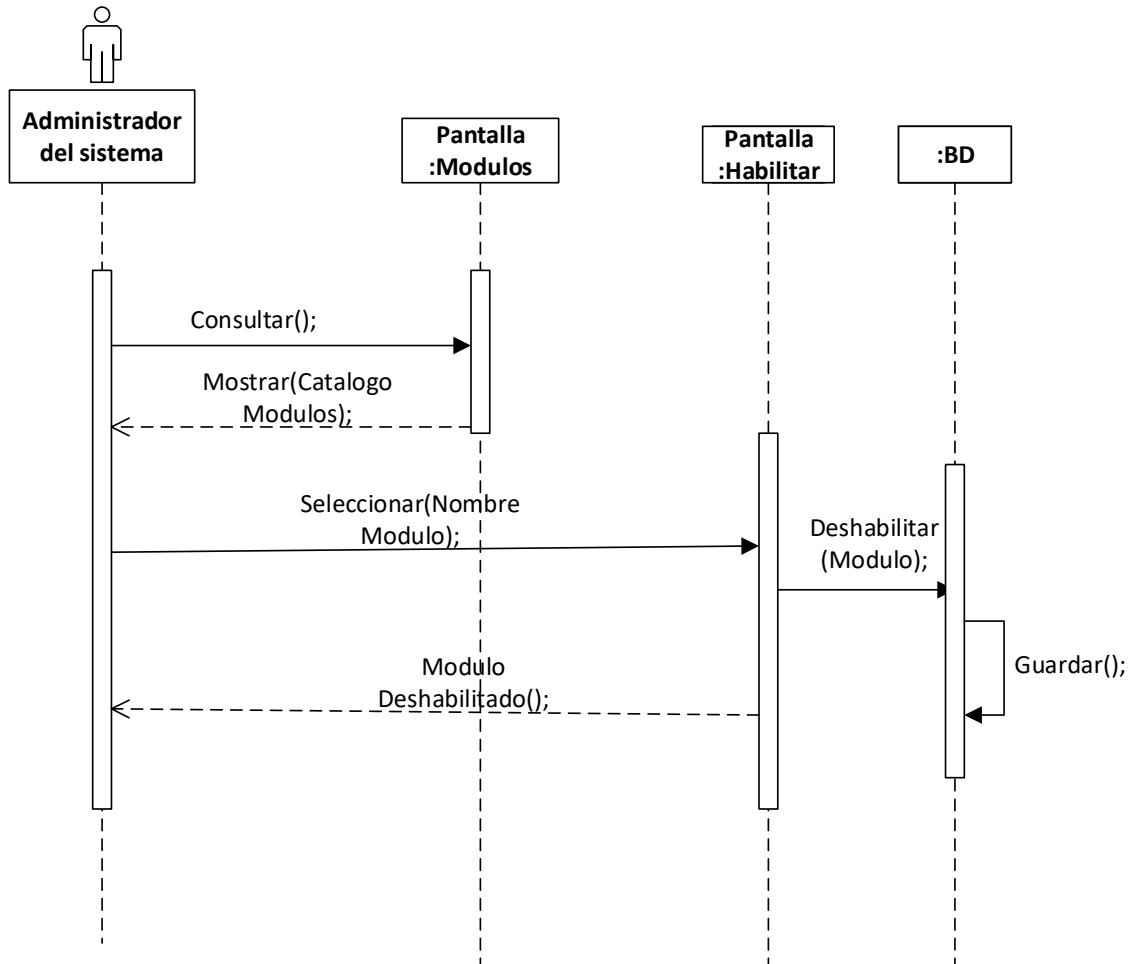 Administrador
del sistema
Pantalla
:Modulos
Pantalla
:Habilitar
:BD
Consultar();
Mostrar(Catalogo
Modulos);
Seleccionar(Nombre
Modulo);
Deshabilitar
(Modulo);
Guardar();
Modulo
Deshabilitado();